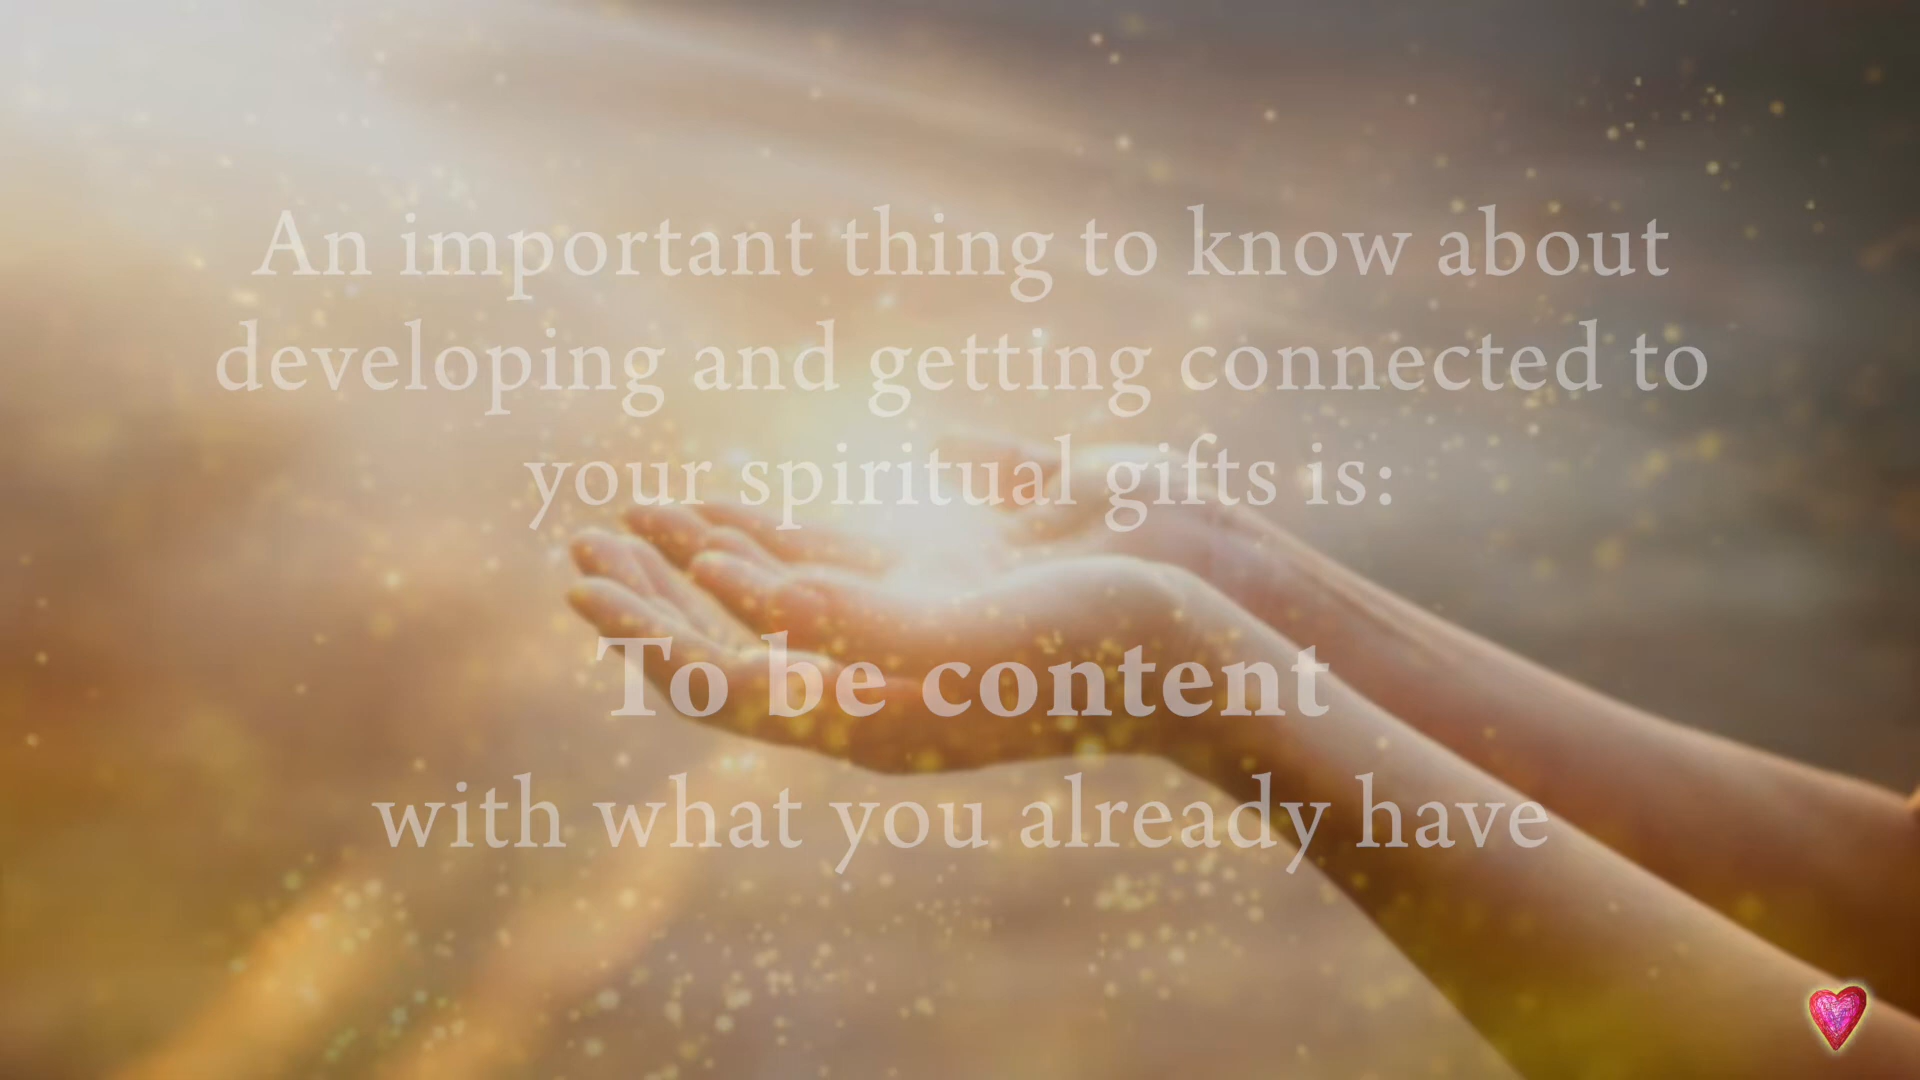 An important thing to know about
developing and getting connected to
your spiritual gifts is:
To be content
with what you already have